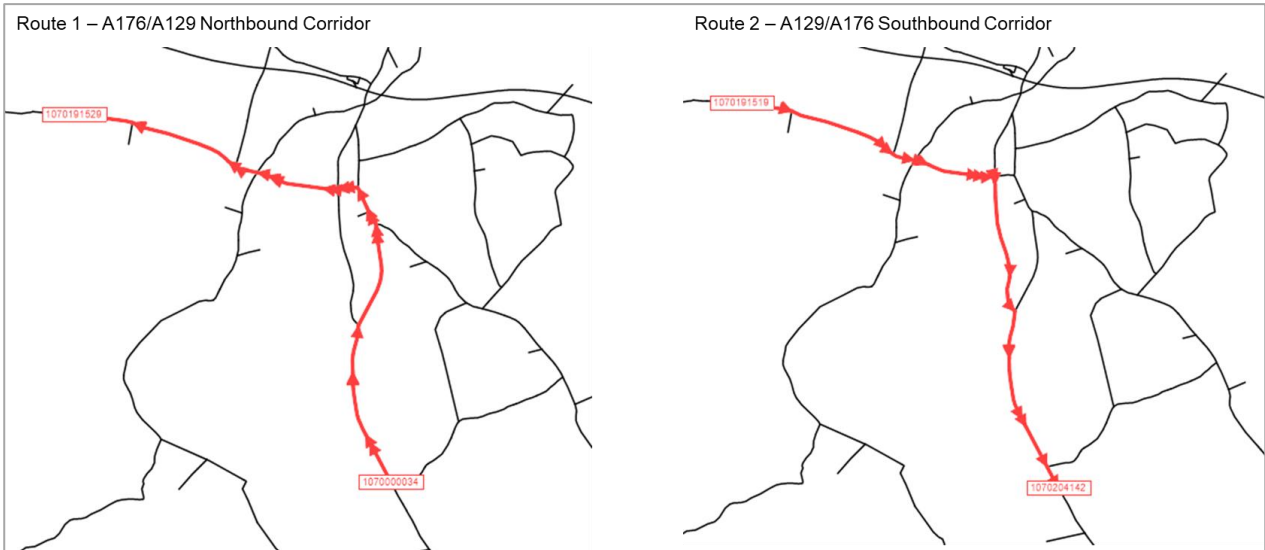 Route 1 – A176/A129 Northbound Corridor
Route 2 – A129/A176 Southbound Corridor
1070191529
1070191519
1070000034
1070204142